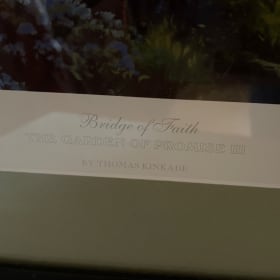 Bridge of Faith
THE GARDEN OF PROMISE III
BY THOMAS KINKADE